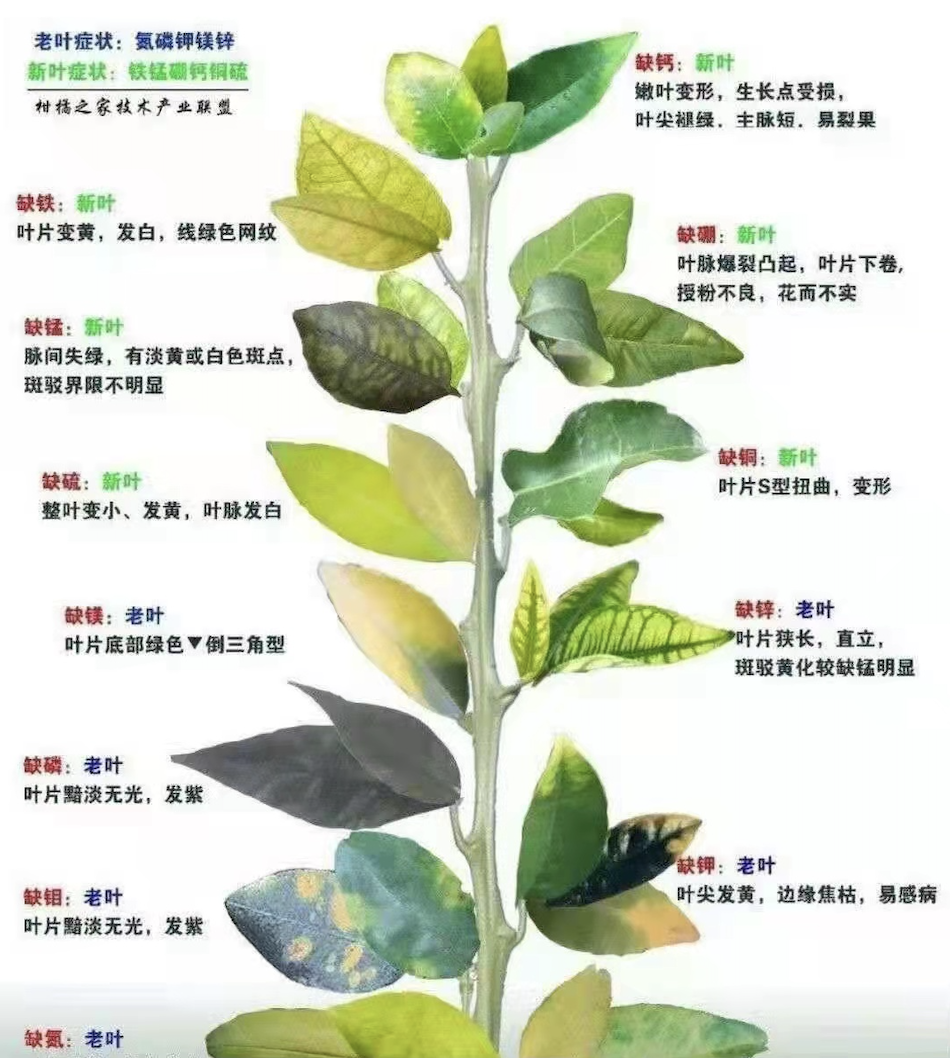 老叶症状：氮磷钾镁锌
新叶症状：铁锰硼钙铜硫
柑橘之家技术产业联盟
缺钙：新叶
嫩叶变形，生长点受损，
叶尖褪绿．主脉短．易裂果
缺铁：新叶
叶片变黄，发白，线绿色网纹
缺硼：新叶
叶脉爆裂凸起，叶片下卷，
授粉不良，花而不实
缺锰：新叶
脉间失绿，有淡黄或白色斑点，
斑驳界限不明显
缺铜：新叶
叶片S型扭曲，变形
缺硫：新叶
整叶变小、发黄，叶脉发白
缺锌：老叶
叶片狭长，直立，
斑驳黄化较缺锰明显
缺镁：老叶
叶片底部绿色▼倒三角型
缺磷：老叶
叶片黯淡无光，发紫
缺钾：老叶
叶尖发黄，边缘焦枯，易感病
缺钼：老叶
叶片黯淡无光，发紫
缺氮：老叶